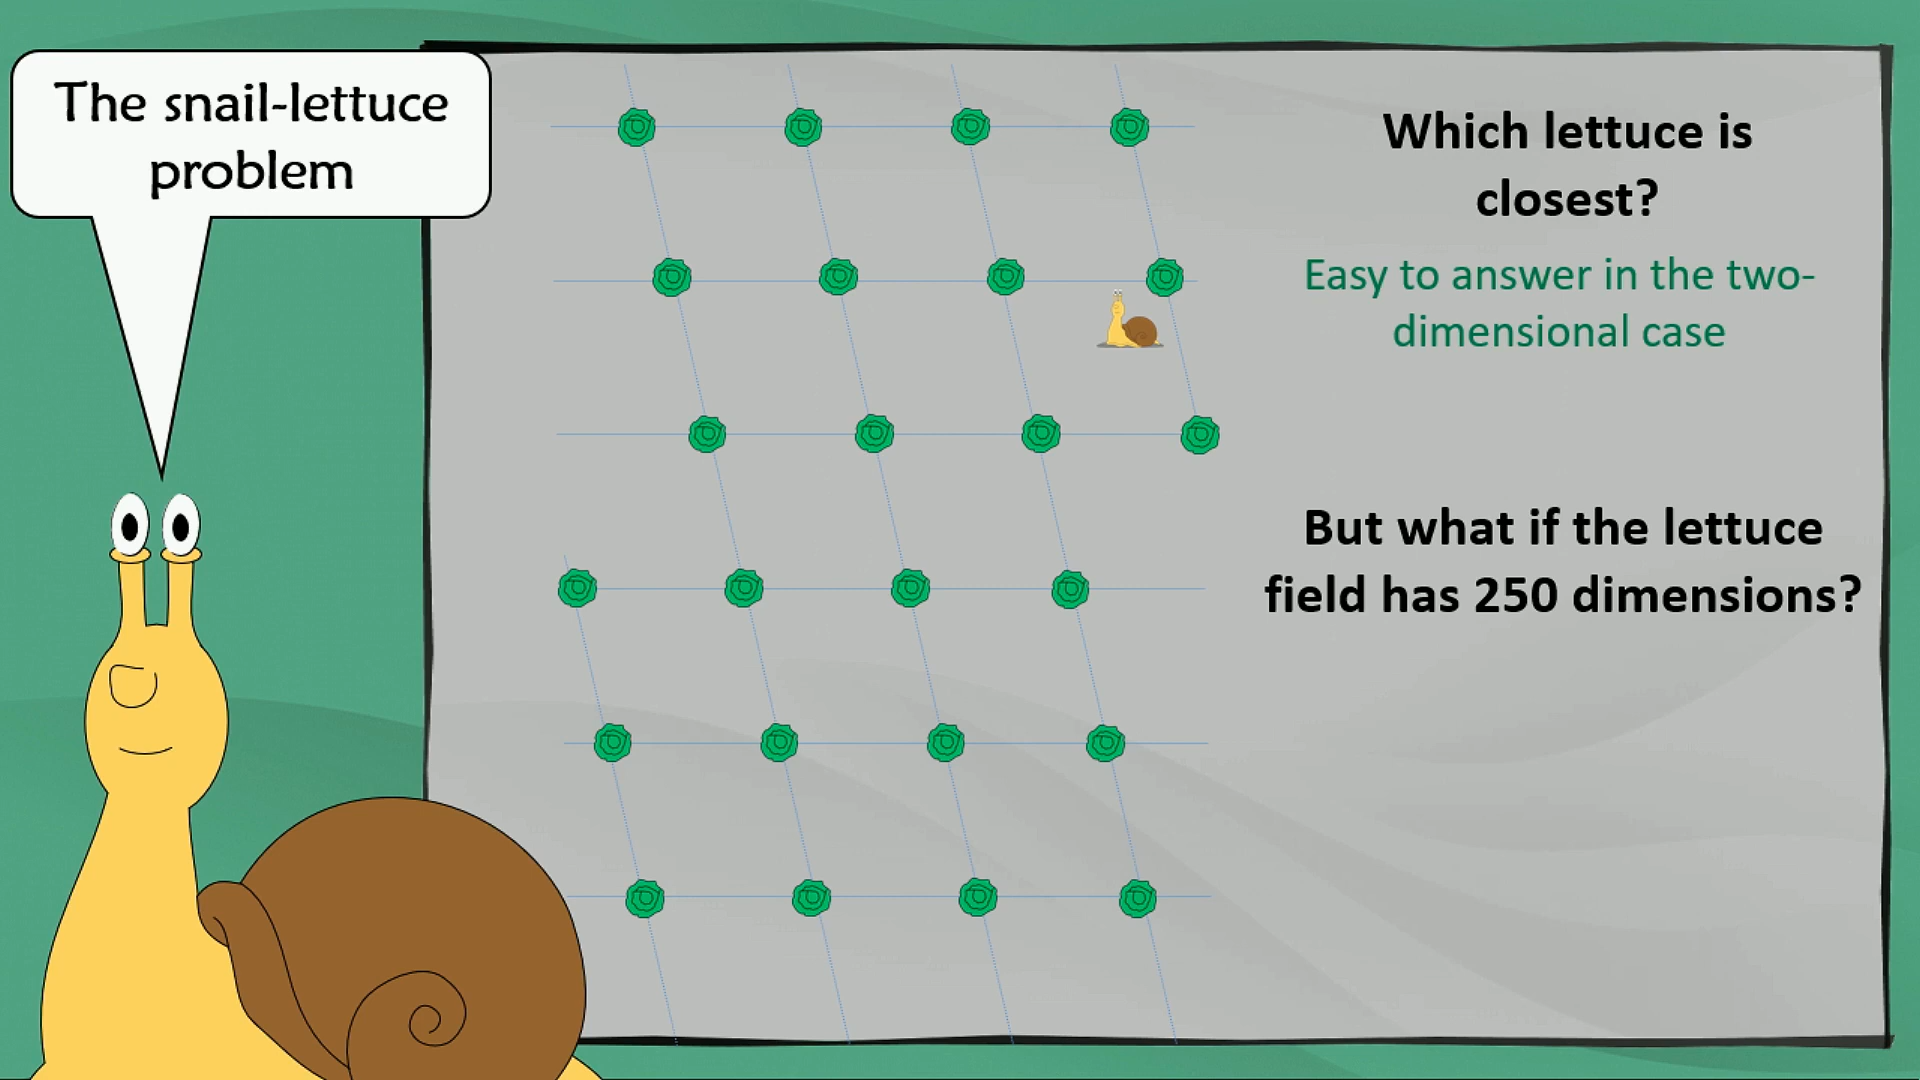 The snail-lettuce
problem
Which lettuce is
closest?
Easy to answer in the two-
dimensional case
But what if the lettuce
field has 250 dimensions?